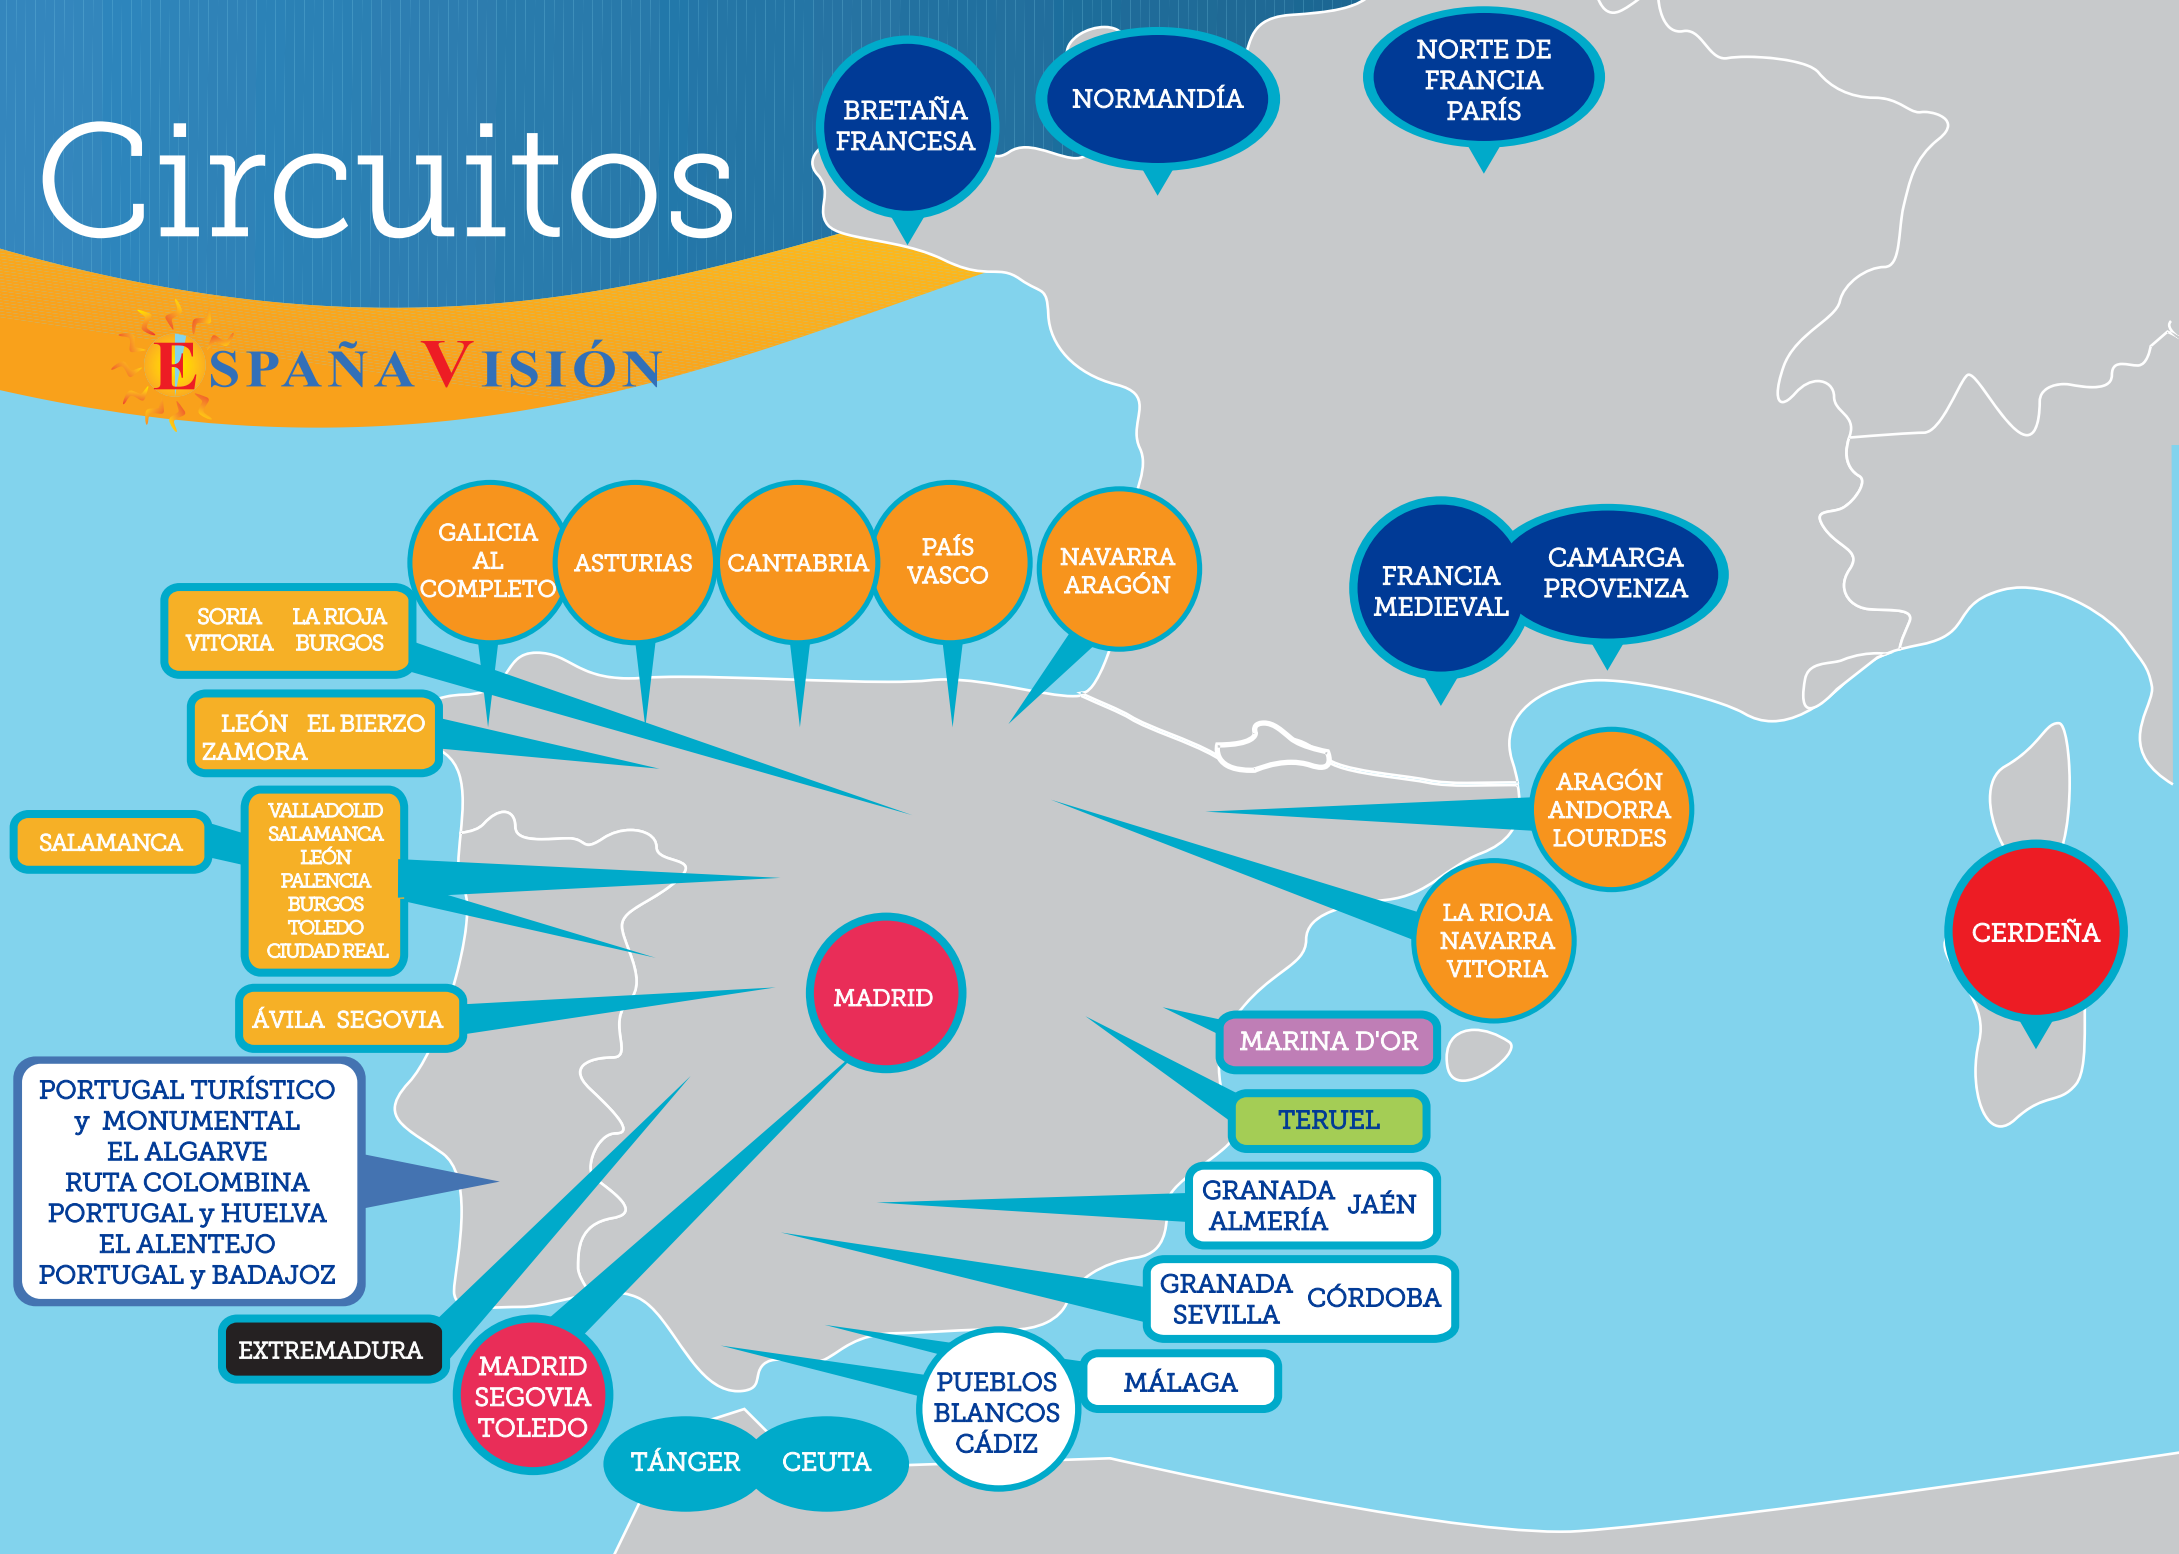 Circuitos
ESPAÑAVISIÓN
BRETAÑA
FRANCESA
NORMANDÍA
NORTE DE
FRANCIA
PARÍS
GALICIA
AL
COMPLETO
ASTURIAS
CANTABRIA
PAÍS
VASCO
NAVARRA
ARAGÓN
FRANCIA
MEDIEVAL
CAMARGA
PROVENZA
SORIA LA RIOJA
VITORIA BURGOS
LEÓN EL BIERZO
ZAMORA
SALAMANCA
VALLADOLID
SALAMANCA
LEÓN
PALENCIA
BURGOS
TOLEDO
CIUDAD REAL
ÁVILA SEGOVIA
ARAGÓN
ANDORRA
LOURDES
LA RIOJA
NAVARRA
VITORIA
CERDEÑA
MADRID
MARINA D'OR
TERUEL
PORTUGAL TURÍSTICO
y MONUMENTAL
EL ALGARVE
RUTA COLOMBINA
PORTUGAL y HUELVA
EL ALENTEJO
PORTUGAL y BADAJOZ
GRANADA
ALMERÍA JAÉN
GRANADA
SEVILLA CÓRDOBA
EXTREMADURA
MADRID
SEGOVIA
TOLEDO
PUEBLOS
BLANCOS
CÁDIZ
MÁLAGA
TÁNGER CEUTA